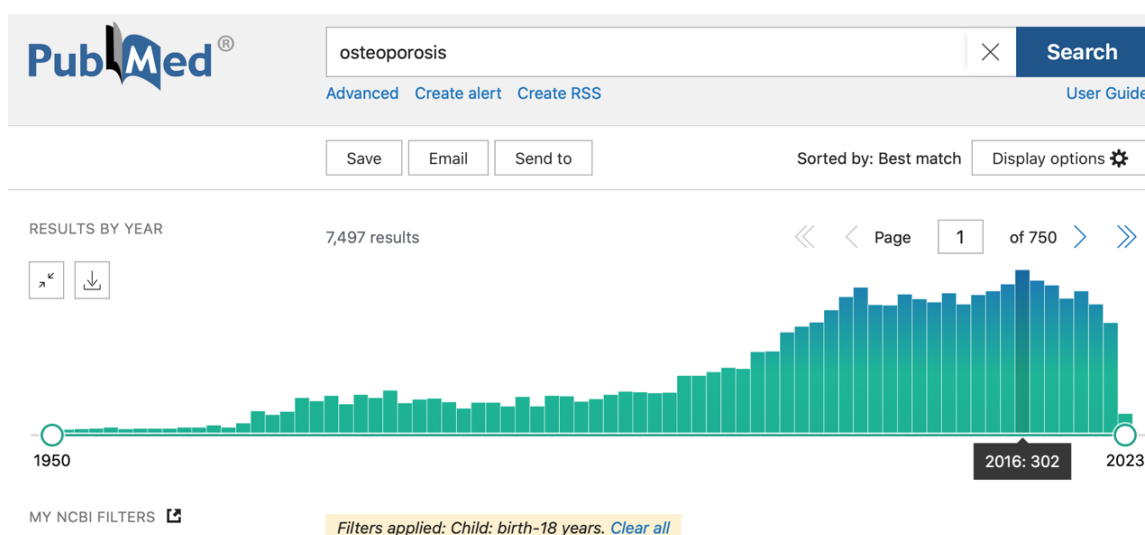 PubMed®
osteoporosis
Search
Advanced Create alert Create RSS
User Guide
Save Email Send to
Sorted by: Best match Display options
RESULTS BY YEAR
7,497 results
Page 1 of 750
1950
2016: 302
2023
MY NCBI FILTERS
Filters applied: Child: birth-18 years. Clear all